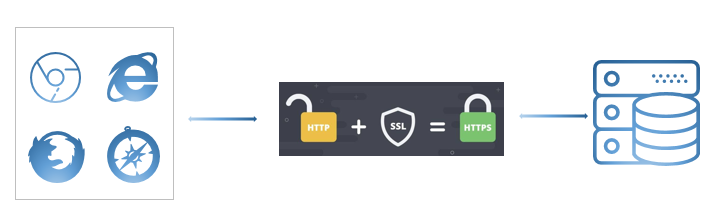 HTTP + SSL = HTTPS